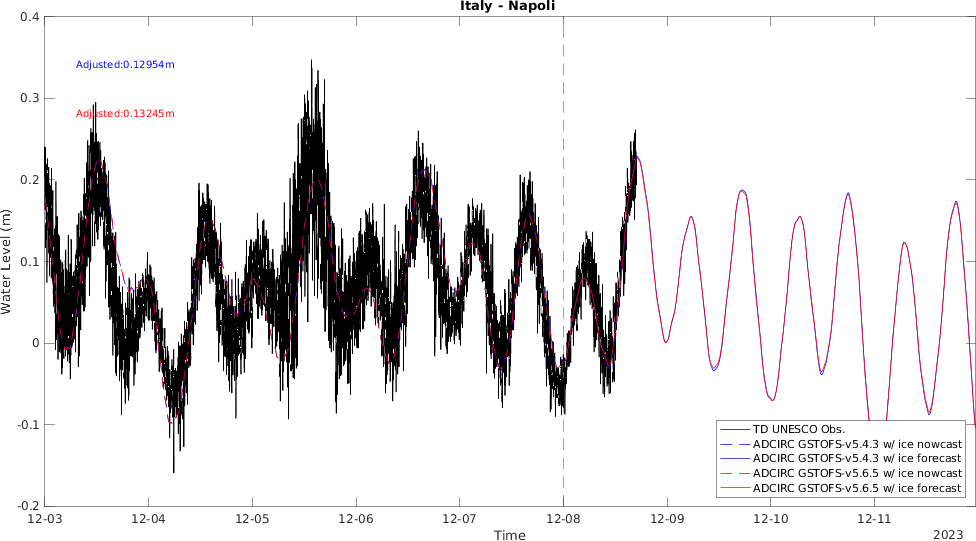 Italy - Napoli
Adjusted:0.12954m
Adjusted:0.13245m
Water Level (m)
0.4
0.3
0.2
0.1
0
-0.1
-0.2
TD UNESCO Obs.
ADCIRC GSTOFS-v5.4.3 w/ ice nowcast
ADCIRC GSTOFS-v5.4.3 w/ ice forecast
ADCIRC GSTOFS-v5.6.5 w/ ice nowcast
ADCIRC GSTOFS-v5.6.5 w/ ice forecast
12-03 12-04 12-05 12-06 12-07 12-08 12-09 12-10 12-11
Time
2023